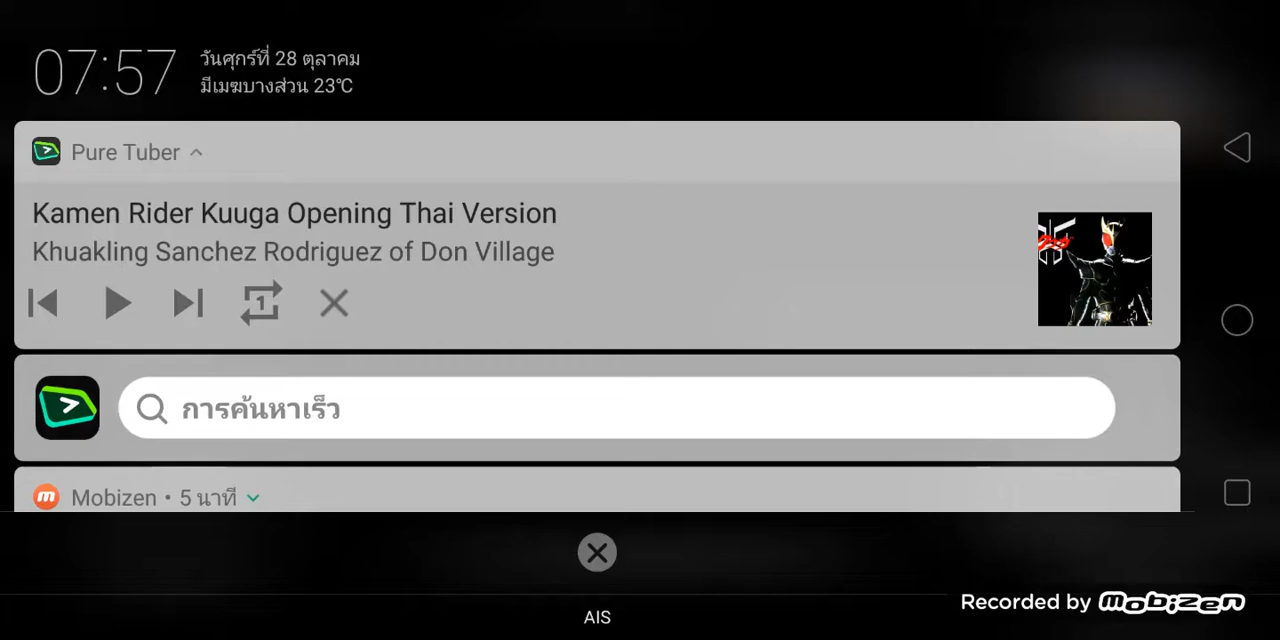 07:57
วันศุกร์ที่ 28 ตุลาคม
มีเมฆบางส่วน 23℃
Pure Tuber
Kamen Rider Kuuga Opening Thai Version
Khuakling Sanchez Rodriguez of Don Village
1
การค้นหาเร็ว
m Mobizen • 5 นาที
AIS
Recorded by mobizen